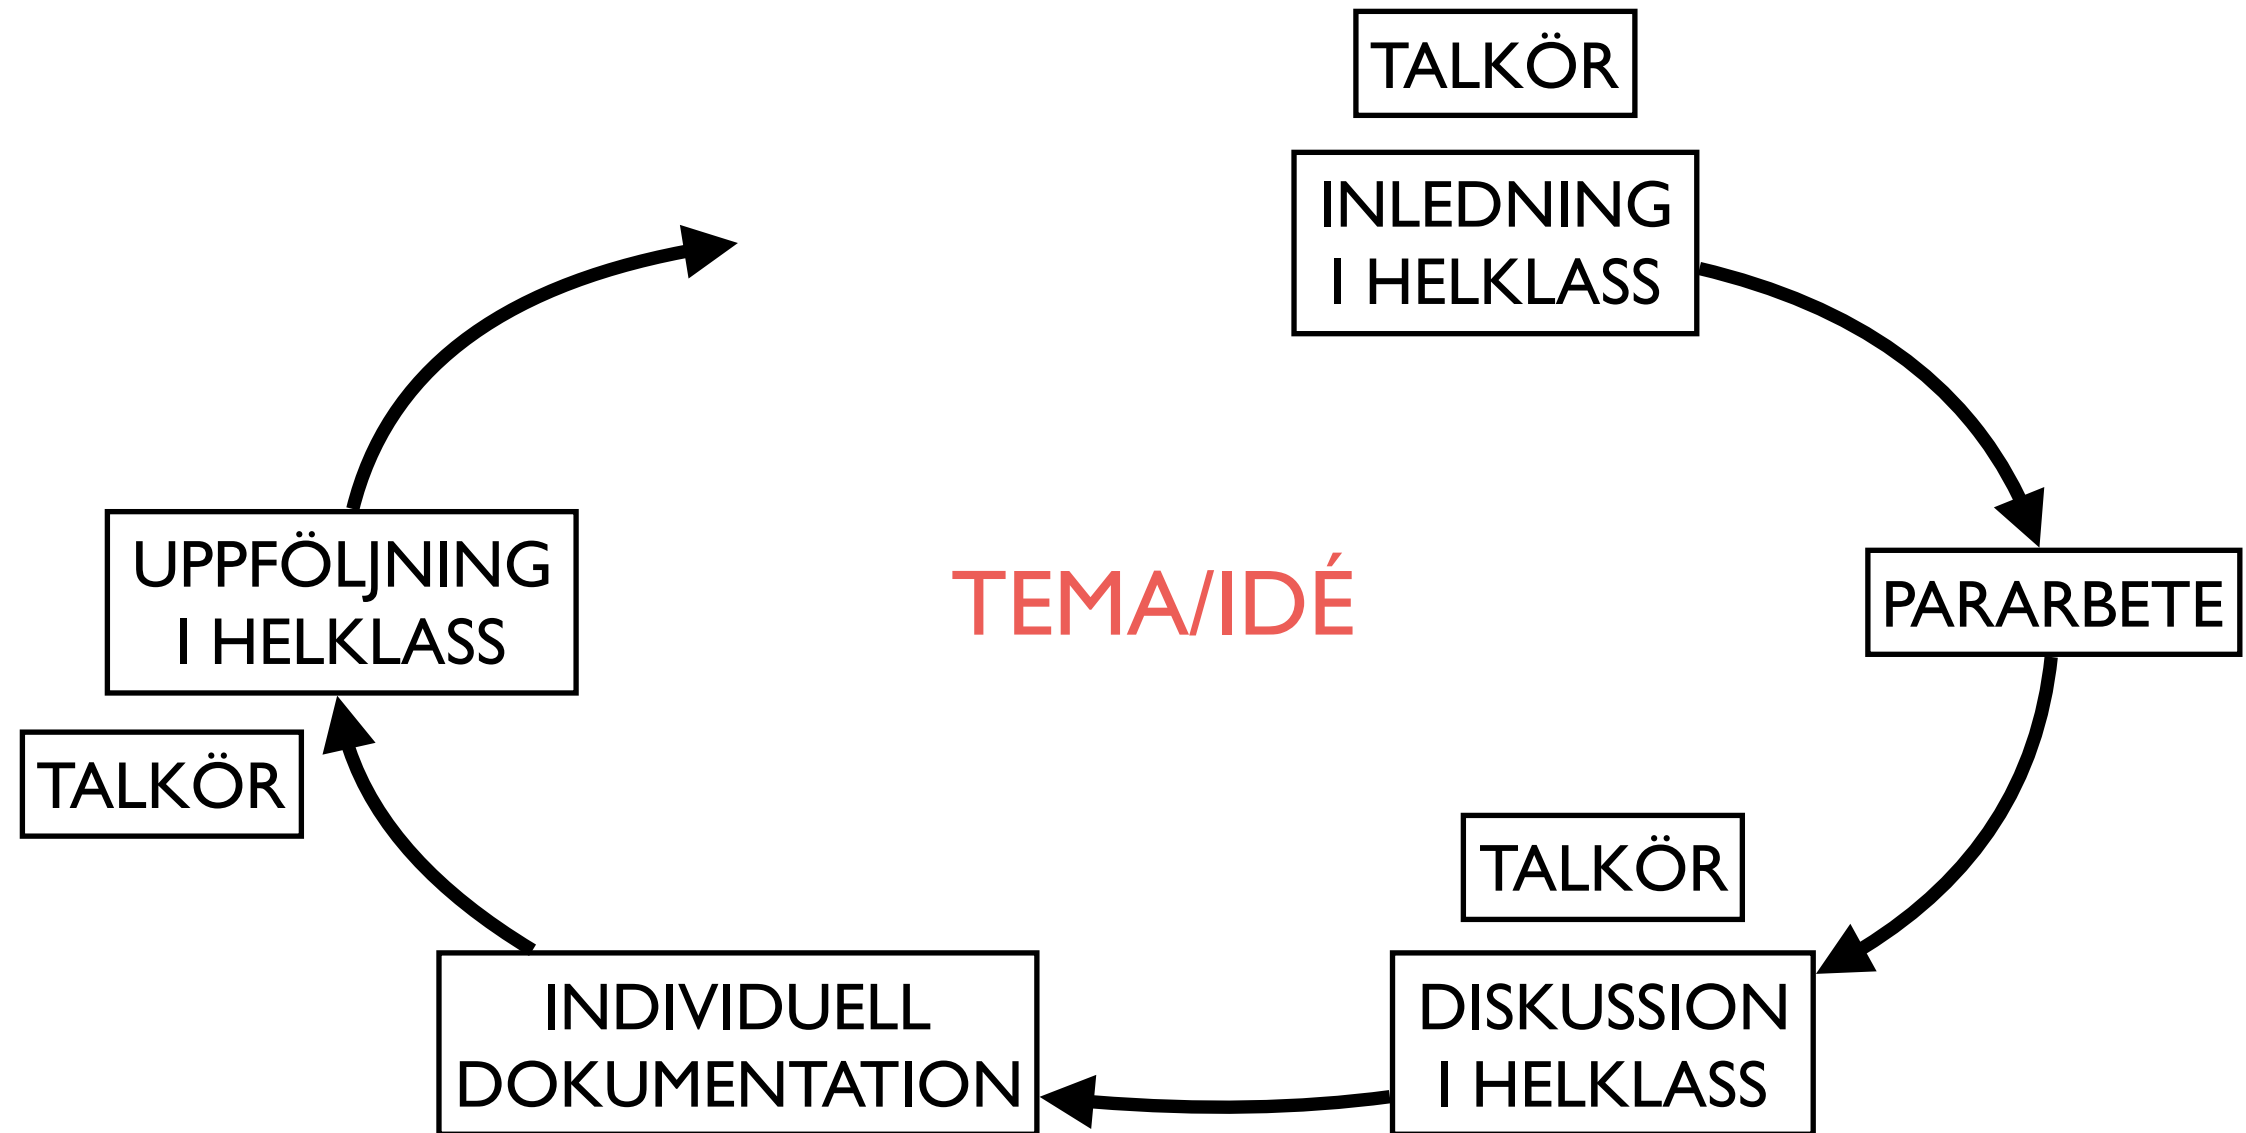 TALKÖR
INLEDNING
I HELKLASS
PARARBETE
TALKÖR
DISKUSSION
I HELKLASS
INDIVIDUELL
DOKUMENTATION
TALKÖR
UPPFÖLJNING
I HELKLASS
TEMA/IDÉ